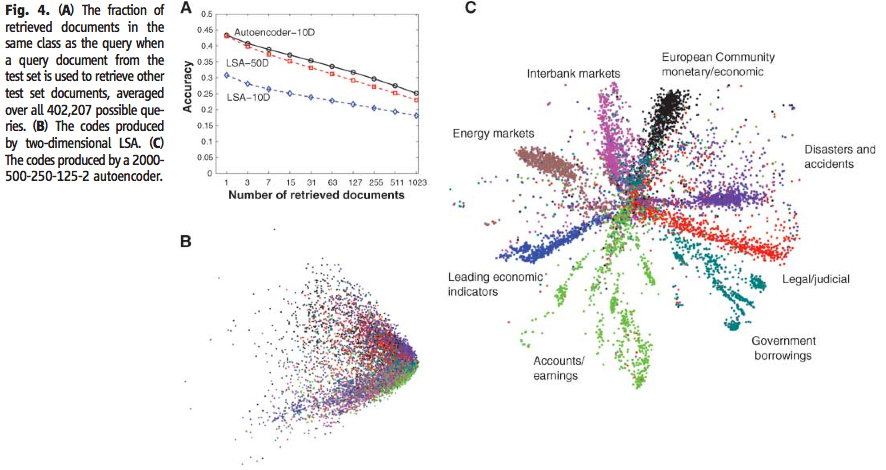 Fig. 4. (A) The fraction of
retrieved documents in the
same class as the query when
a query document from the
test set is used to retrieve other
test set documents, averaged
over all 402,207 possible que-
ries. (B) The codes produced
by two-dimensional LSA. (C)
The codes produced by a 2000-
500-250-125-2 autoencoder.
A
0.5
0.45
0.4
0.35
0.3
0.25
0.2
0.15
0.1
0.05
0
Accuracy
Autoencoder-10D
LSA-50D
LSA-10D
1 3 7 15 31 63 127 255 511 1023
Number of retrieved documents
B
C
European Community
monetary/economic
Interbank markets
Energy markets
Disasters and
accidents
Leading economic
indicators
Legal/judicial
Government
borrowings
Accounts/
earnings